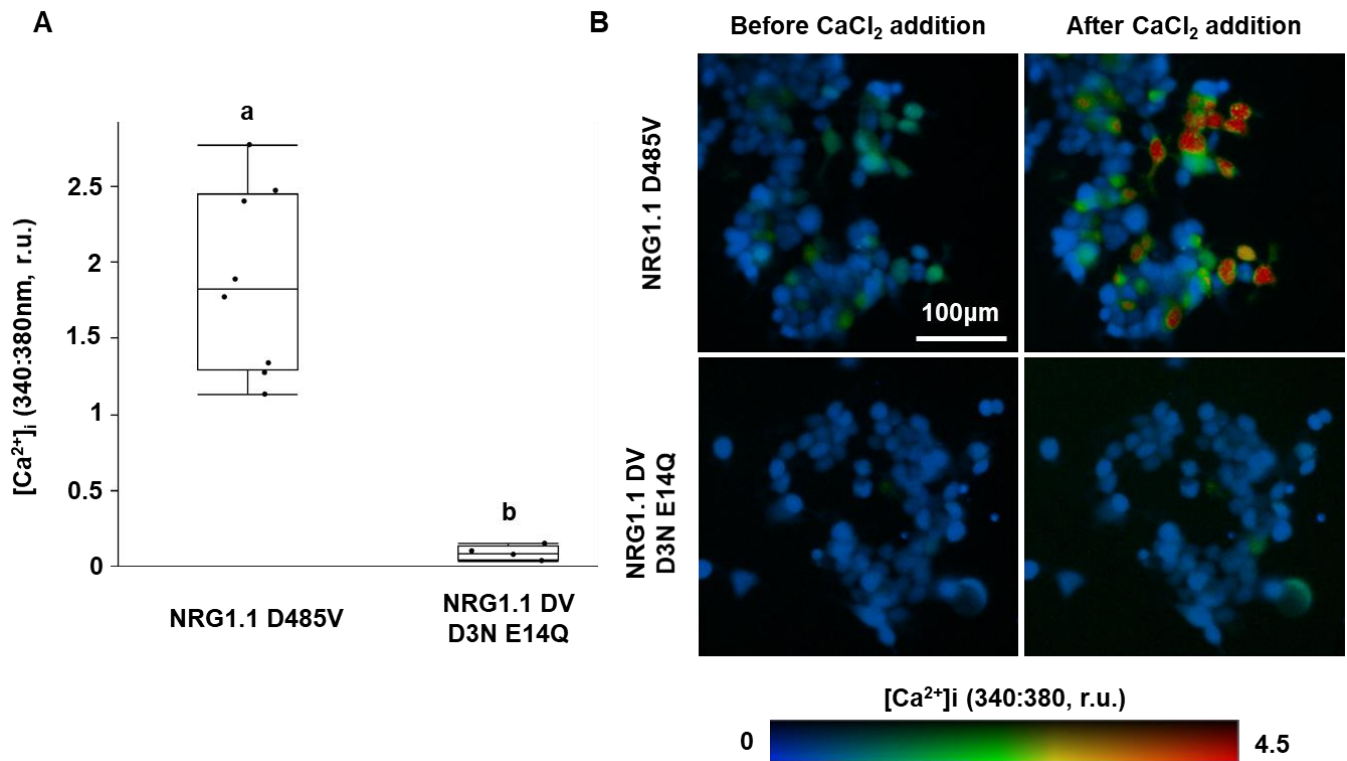 A
[Ca²⁺]ᵢ (340:380nm, r.u.)
2.5
2
1.5
1
0.5
0
a
b
NRG1.1 D485V
NRG1.1 DV
D3N E14Q
B
Before CaCl₂ addition
After CaCl₂ addition
NRG1.1 D485V
100µm
NRG1.1 DV
D3N E14Q
[Ca²⁺]i (340:380, r.u.)
0
4.5